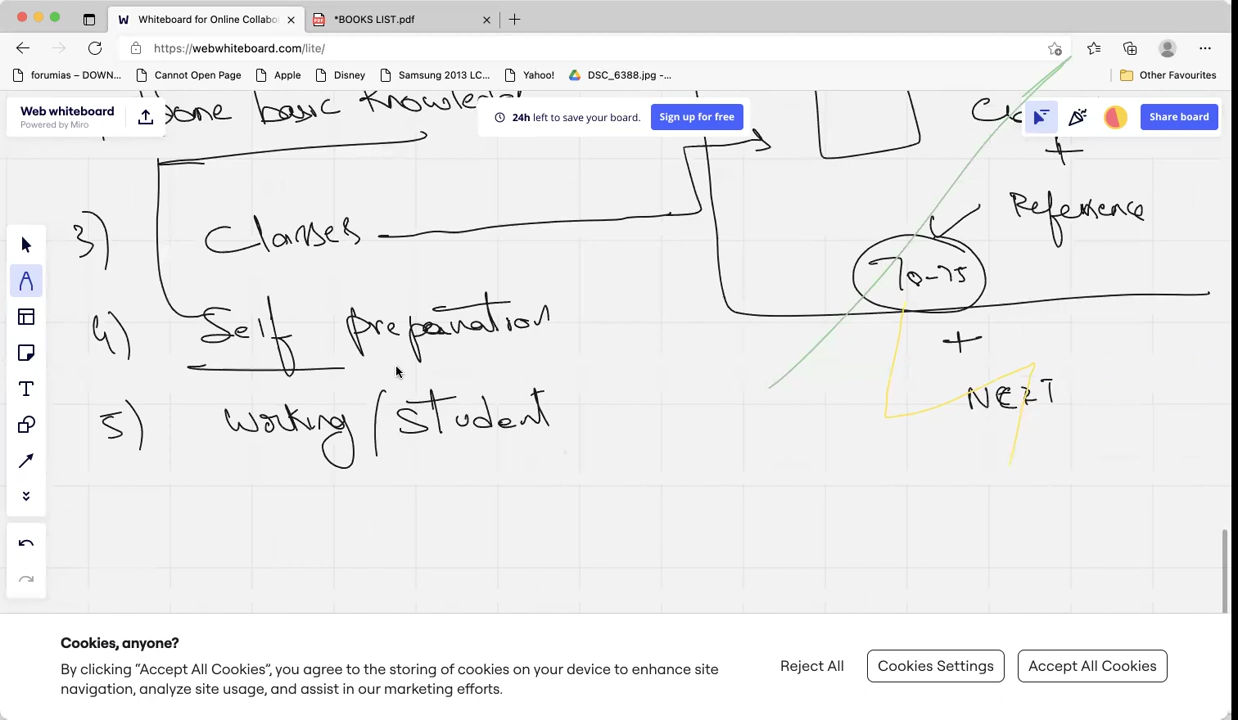 Whiteboard for Online Collabo
*BOOKS LIST.pdf
https://webwhiteboard.com/lite/
forumias – DOWN...
Cannot Open Page
Apple
Disney
Samsung 2013 LC...
Yahoo!
DSC_6388.jpg -...
Other Favourites
Some basic knowledge
Web whiteboard
Powered by Miro
24h left to save your board.
Sign up for free
Share board
+
Reference
3) Classes
70-75
4) Self preparation
+
NCERT
5) Working / Student
Cookies, anyone?
By clicking “Accept All Cookies”, you agree to the storing of cookies on your device to enhance site
navigation, analyze site usage, and assist in our marketing efforts.
Reject All
Cookies Settings
Accept All Cookies